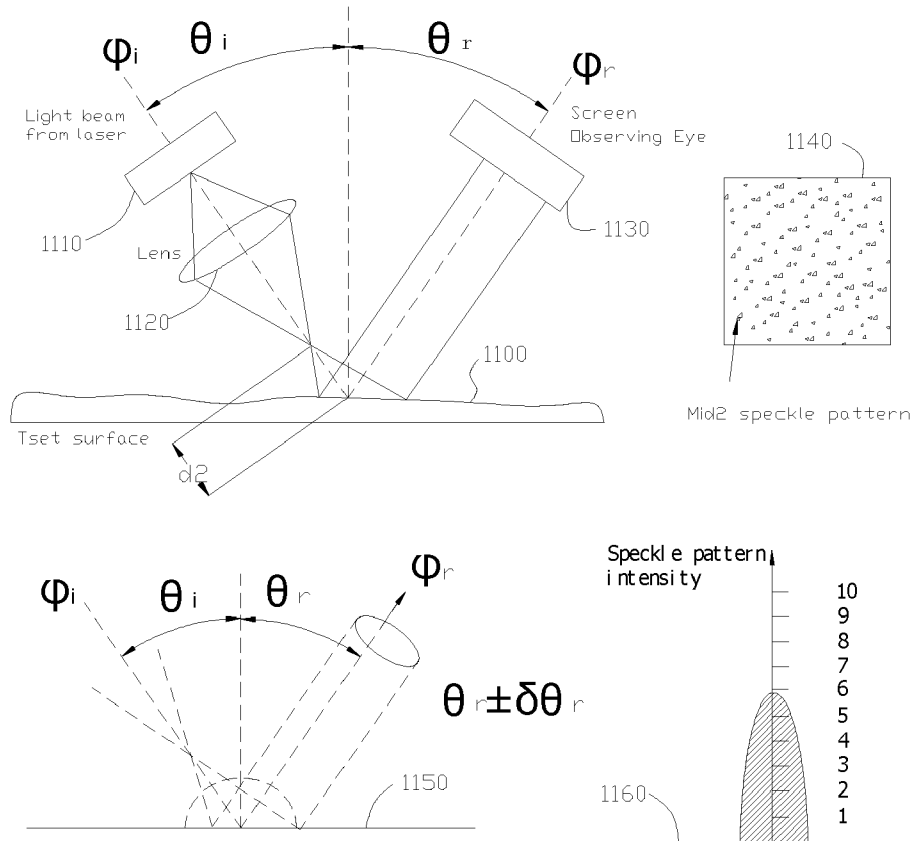 θi
θr
φi
φr
Light beam
from laser
Screen
Observing Eye
1140
1110
1130
Lens
1120
1100
Mid2 speckle pattern
Tset surface
d2
Speckle pattern
intensity
φi
θi
θr
φr
10
9
8
7
θr±δθr
6
5
4
3
1150
1160
2
1